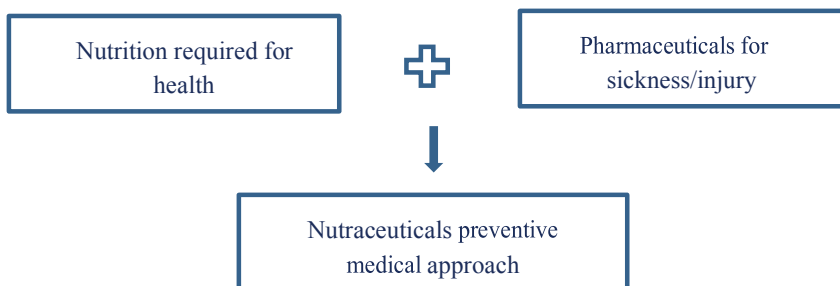 Nutrition required for
health
Pharmaceuticals for
sickness/injury
Nutraceuticals preventive
medical approach